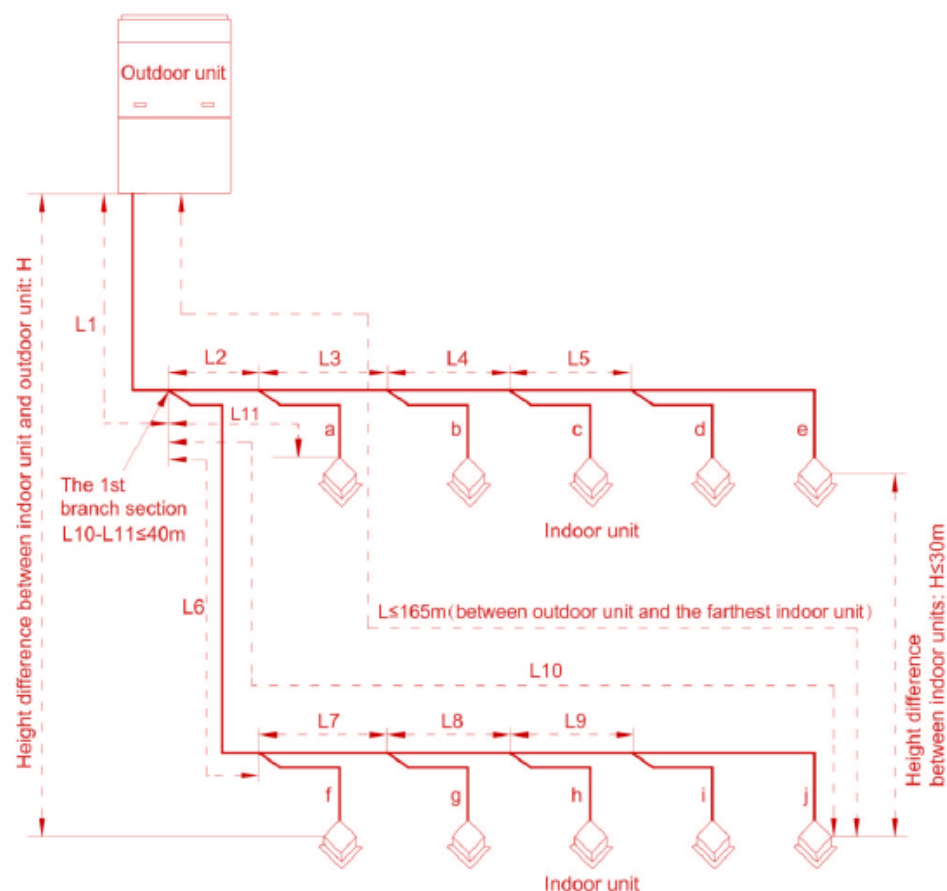 Outdoor unit
Height difference between indoor unit and outdoor unit: H
L1
L2
L3
L4
L5
L11
a
b
c
d
e
The 1st
branch section
L10-L11≤40m
Indoor unit
L6
L≤165m(between outdoor unit and the farthest indoor unit)
Height difference
between indoor units: H≤30m
L10
L7
L8
L9
f
g
h
i
j
Indoor unit